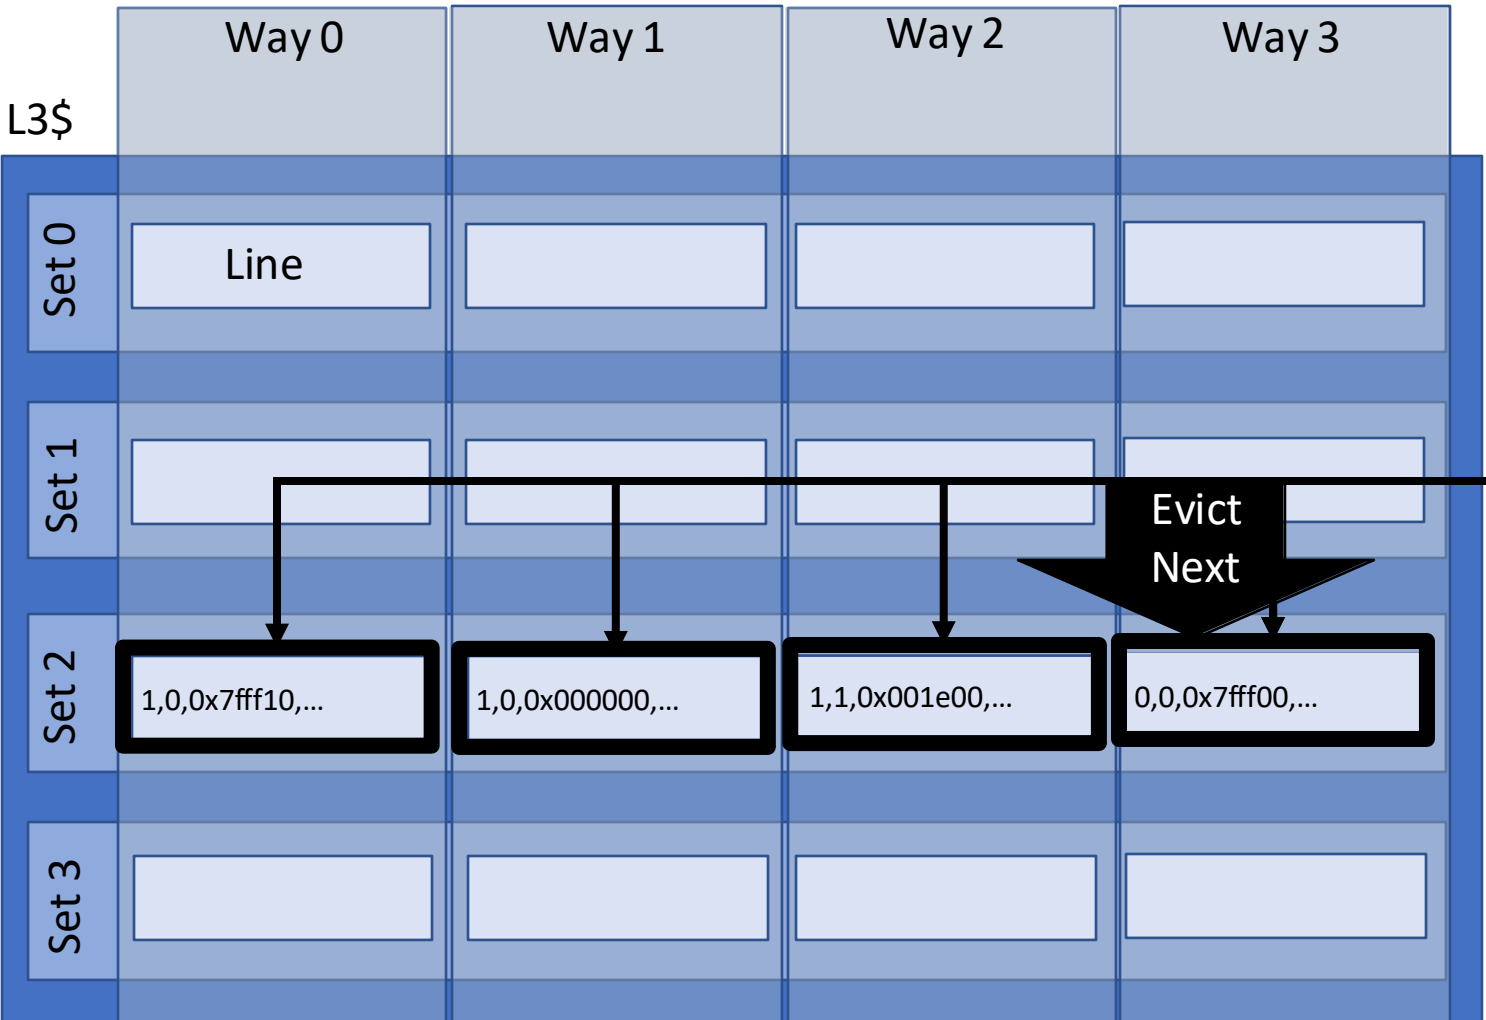 Way 0
Way 1
Way 2
Way 3
L3$
Set 0
Line
Set 1
Evict
Next
Set 2
1,0,0x7fff10,...
1,0,0x000000,...
1,1,0x001e00,...
0,0,0x7fff00,...
Set 3